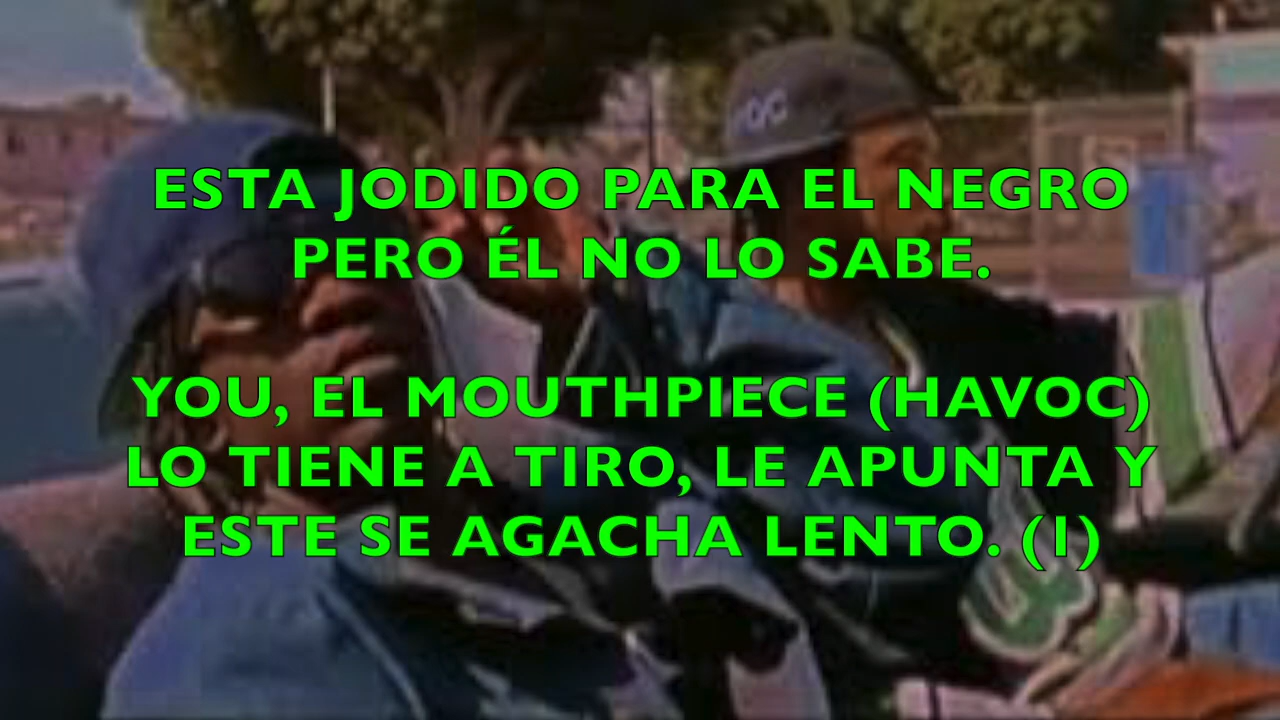 ESTA JODIDO PARA EL NEGRO
PERO ÉL NO LO SABE.
YOU, EL MOUTHPIECE (HAVOC)
LO TIENE A TIRO, LE APUNTA Y
ESTE SE AGACHA LENTO. (I)